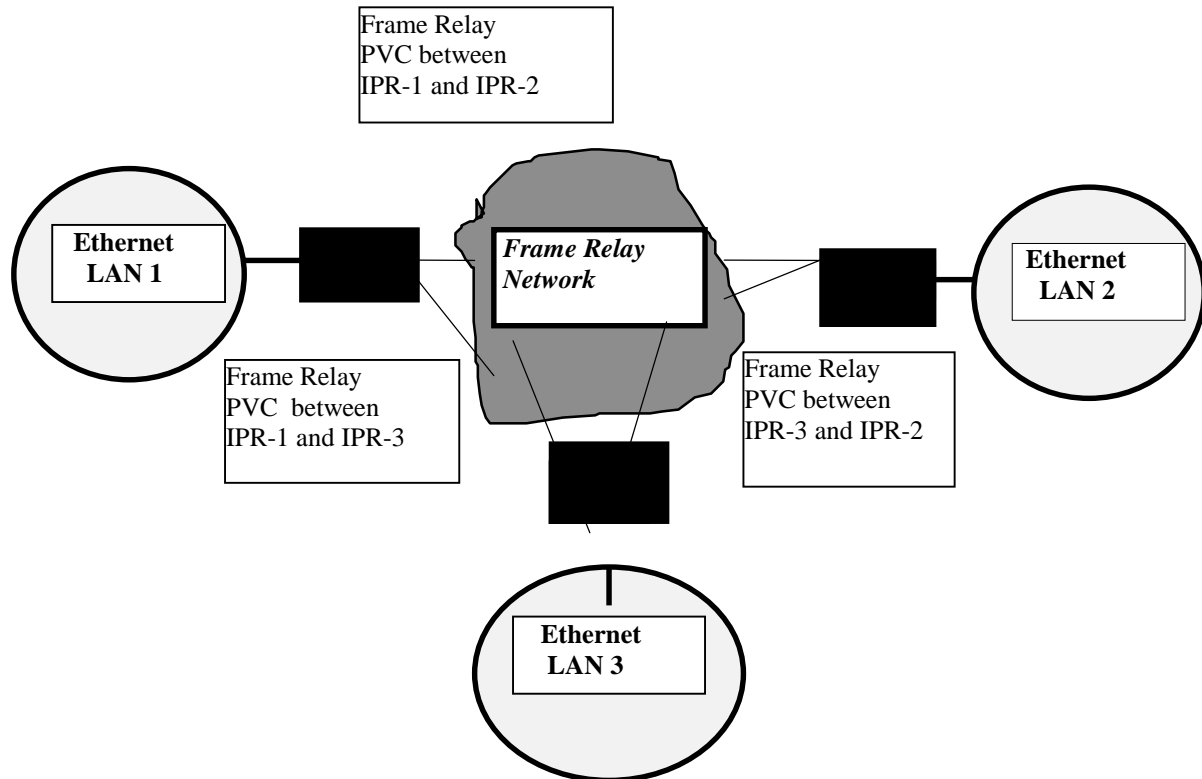 Frame Relay
PVC between
IPR-1 and IPR-2
Ethernet
LAN 1
Frame Relay
Network
Ethernet
LAN 2
Frame Relay
PVC between
IPR-1 and IPR-3
Frame Relay
PVC between
IPR-3 and IPR-2
Ethernet
LAN 3